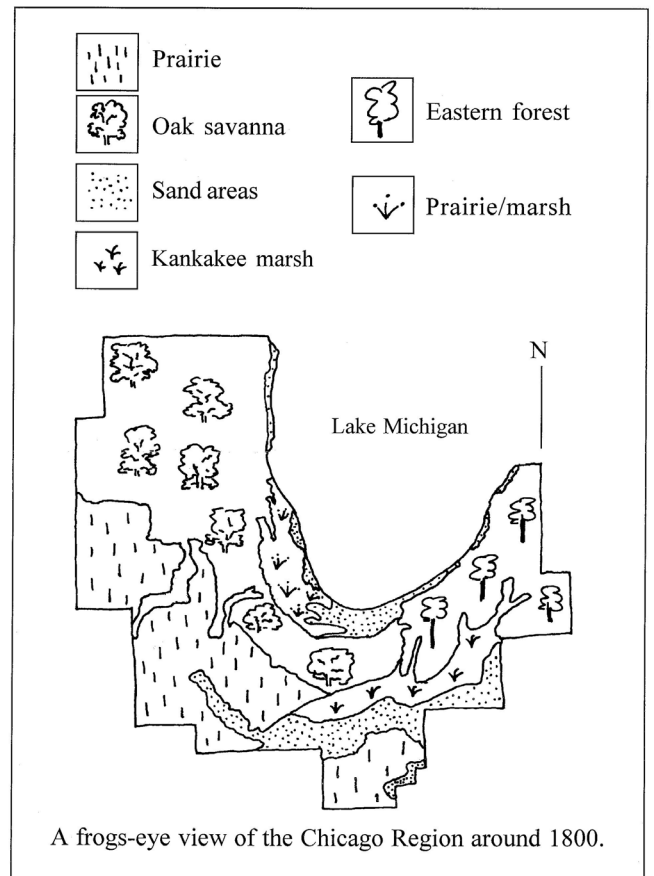 Prairie
Oak savanna
Sand areas
Kankakee marsh
Eastern forest
Prairie/marsh
N
Lake Michigan
A frogs-eye view of the Chicago Region around 1800.